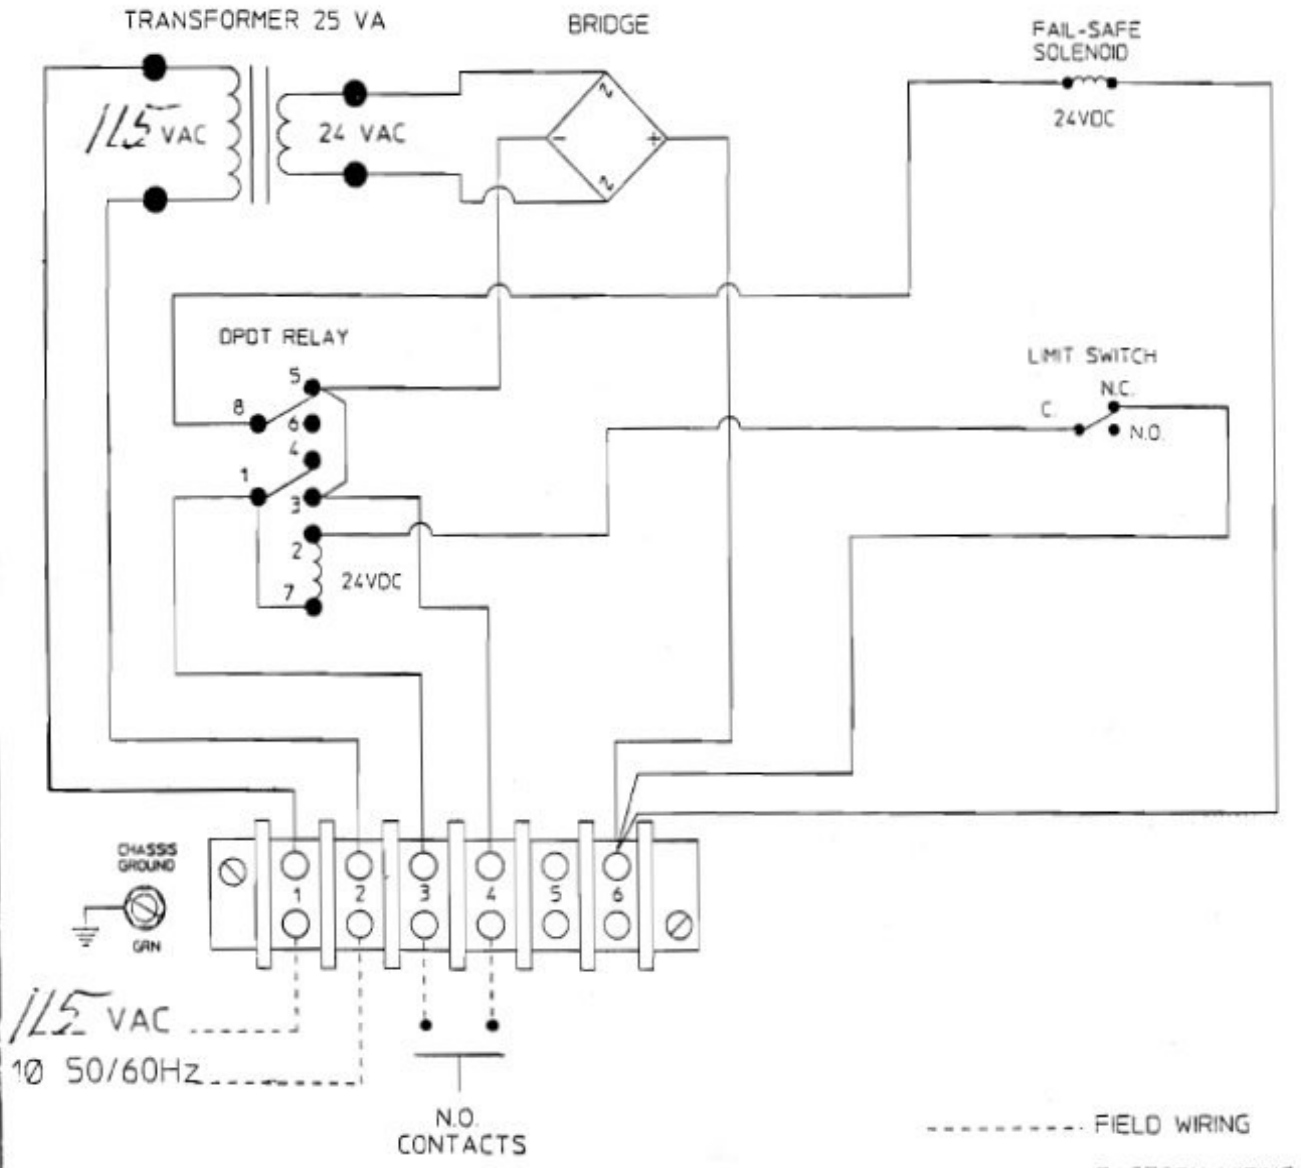 TRANSFORMER 25 VA
BRIDGE
FAIL-SAFE
SOLENOID
24VDC
115 VAC
24 VAC
~
-
+
~
DPDT RELAY
5
8
6
4
1
3
2
7
24VDC
LIMIT SWITCH
N.C.
C.
N.O.
CHASSIS
GROUND
GRN
1
2
3
4
5
6
115 VAC
1Ø 50/60Hz
N.O.
CONTACTS
FIELD WIRING